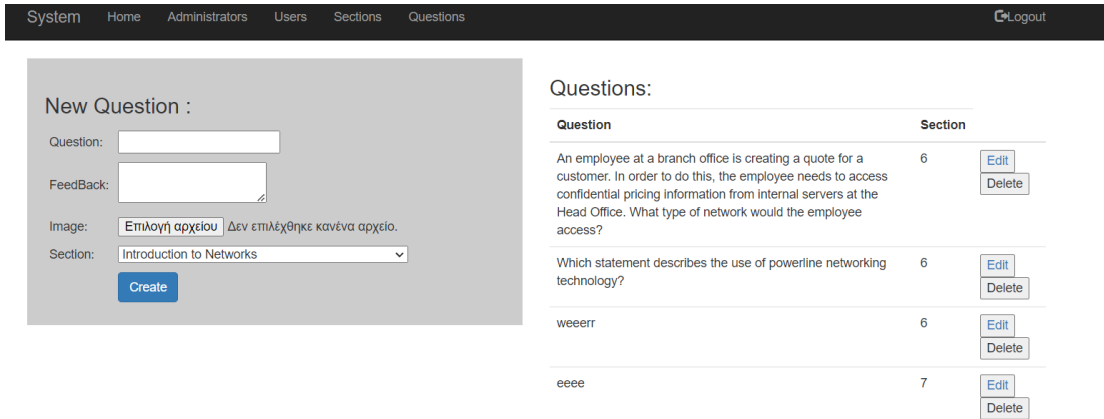 System Home Administrators Users Sections Questions Logout
New Question :
Question:
FeedBack:
Image: Επιλογή αρχείου Δεν επιλέχθηκε κανένα αρχείο.
Section: Introduction to Networks
Create
Questions:
Question Section
An employee at a branch office is creating a quote for a 6 Edit
customer. In order to do this, the employee needs to access Delete
confidential pricing information from internal servers at the
Head Office. What type of network would the employee
access?
Which statement describes the use of powerline networking 6 Edit
technology? Delete
weeerr 6 Edit
Delete
eeee 7 Edit
Delete